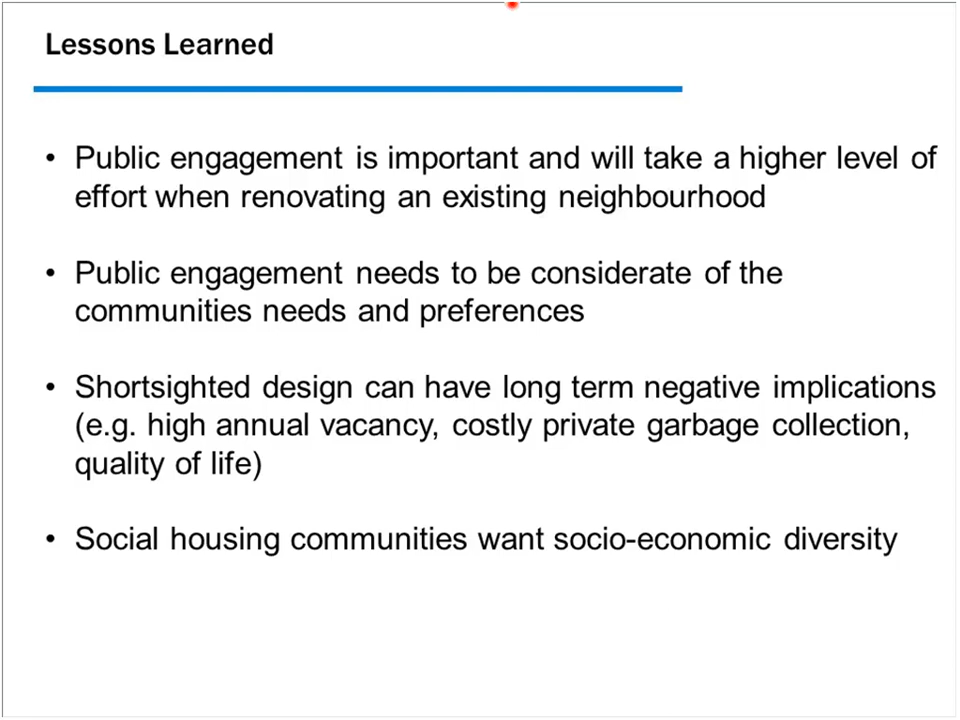 Lessons Learned
• Public engagement is important and will take a higher level of
effort when renovating an existing neighbourhood
• Public engagement needs to be considerate of the
communities needs and preferences
• Shortsighted design can have long term negative implications
(e.g. high annual vacancy, costly private garbage collection,
quality of life)
• Social housing communities want socio-economic diversity